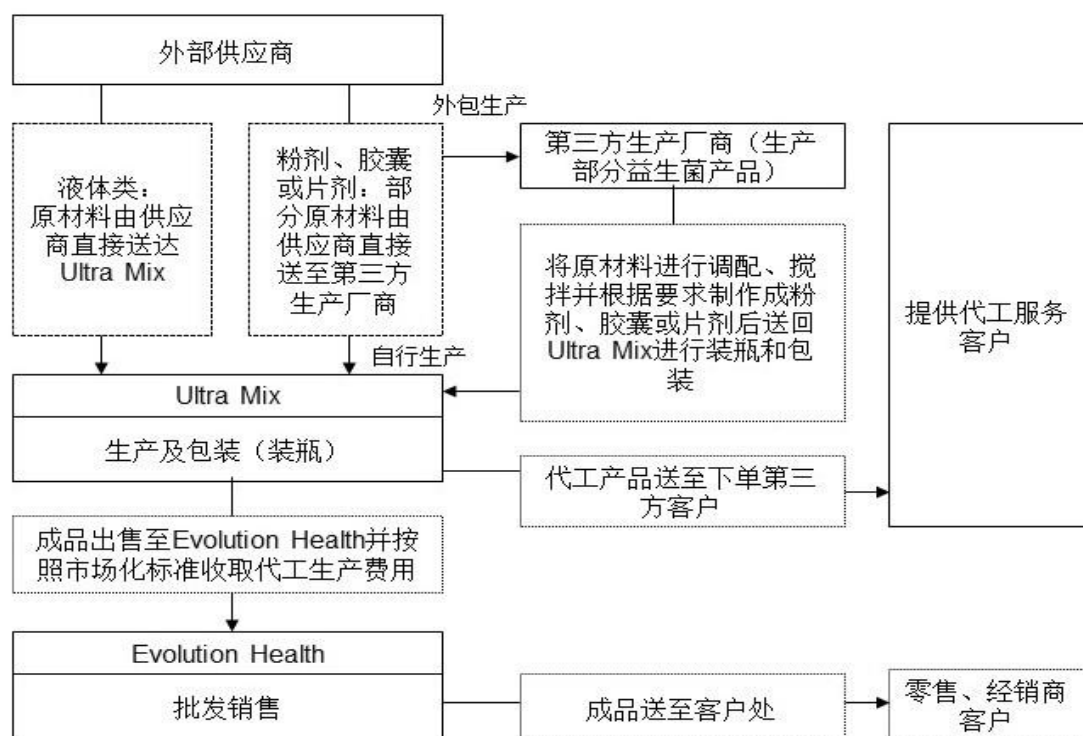 外部供应商
外包生产
液体类：
原材料由供应
商直接送达
Ultra Mix
粉剂、胶囊
或片剂：部
分原材料由
供应商直接
送至第三方
生产厂商
第三方生产厂商（生产
部分益生菌产品）
将原材料进行调配、搅
拌并根据要求制作成粉
剂、胶囊或片剂后送回
Ultra Mix进行装瓶和包
装
提供代工服务
客户
自行生产
Ultra Mix
生产及包装（装瓶）
代工产品送至下单第三
方客户
成品出售至Evolution Health并按
照市场化标准收取代工生产费用
Evolution Health
批发销售
成品送至客户处
零售、经销商
客户